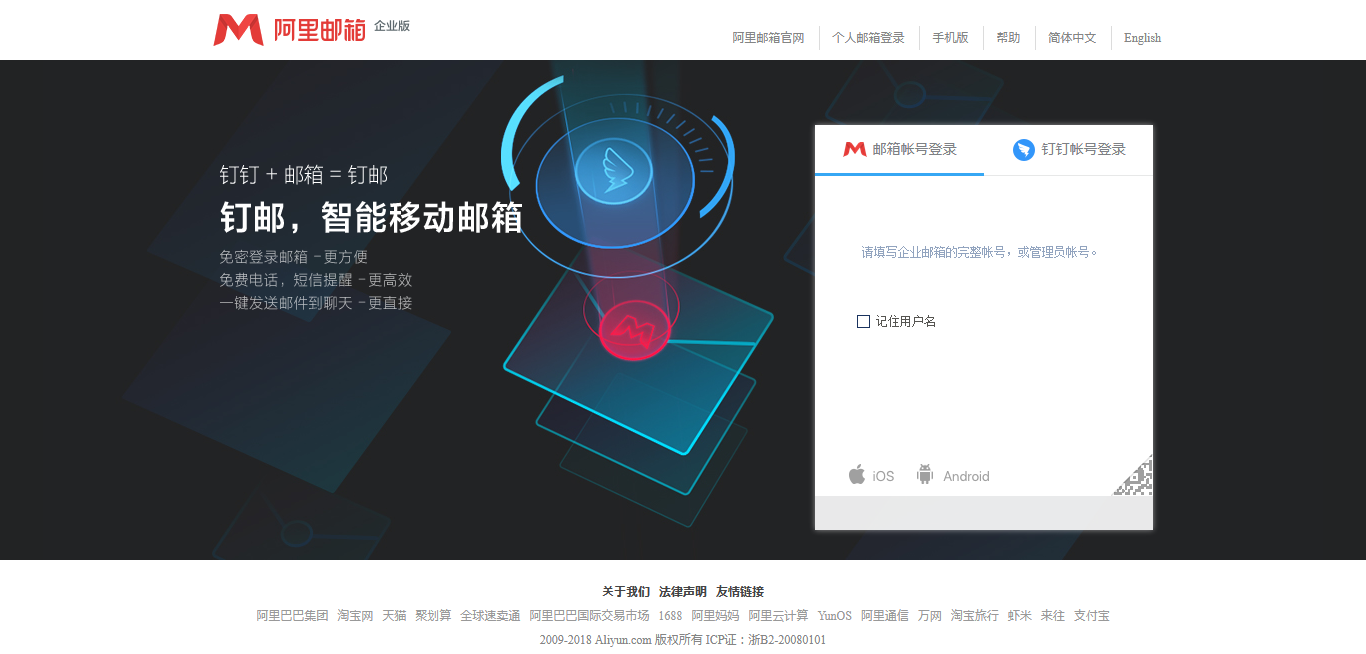 阿里邮箱 企业版
阿里邮箱官网 个人邮箱登录 手机版 帮助 简体中文 English
钉钉 + 邮箱 = 钉邮
钉邮，智能移动邮箱
免密登录邮箱 - 更方便
免费电话，短信提醒 - 更高效
一键发送邮件到聊天 - 更直接
邮箱帐号登录 钉钉帐号登录
请填写企业邮箱的完整帐号，或管理员帐号。
记住用户名
iOS Android
关于我们 法律声明 友情链接
阿里巴巴集团 淘宝网 天猫 聚划算 全球速卖通 阿里巴巴国际交易市场 1688 阿里妈妈 阿里云计算 YunOS 阿里通信 万网 淘宝旅行 虾米 来往 支付宝
2009-2018 Aliyun.com 版权所有 ICP证：浙B2-20080101